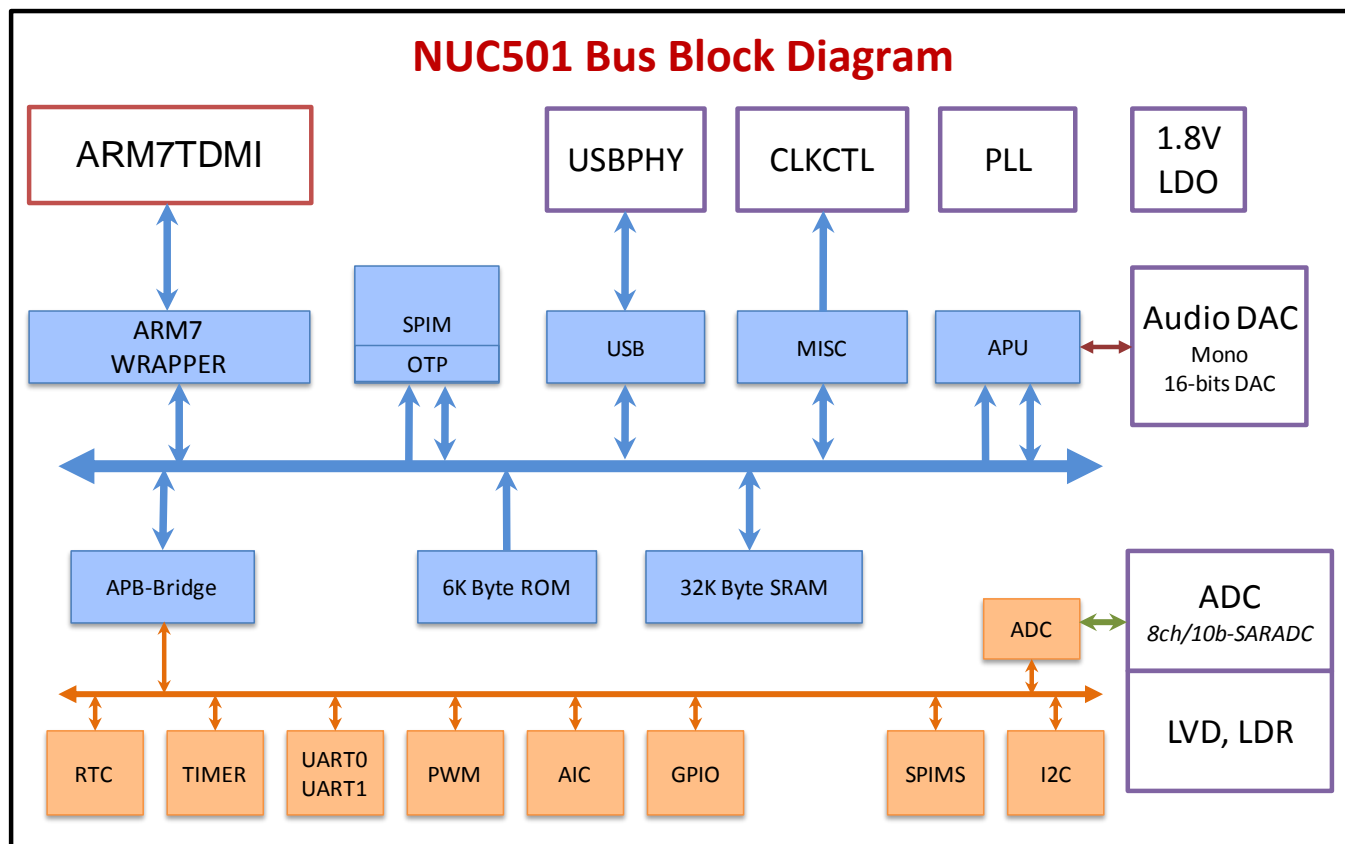 NUC501 Bus Block Diagram
ARM7TDMI
USBPHY
CLKCTL
PLL
1.8V
LDO
ARM7
WRAPPER
SPIM
OTP
USB
MISC
APU
Audio DAC
Mono
16-bits DAC
APB-Bridge
6K Byte ROM
32K Byte SRAM
ADC
ADC
8ch/10b-SARADC
LVD, LDR
RTC
TIMER
UART0
UART1
PWM
AIC
GPIO
SPIMS
I2C